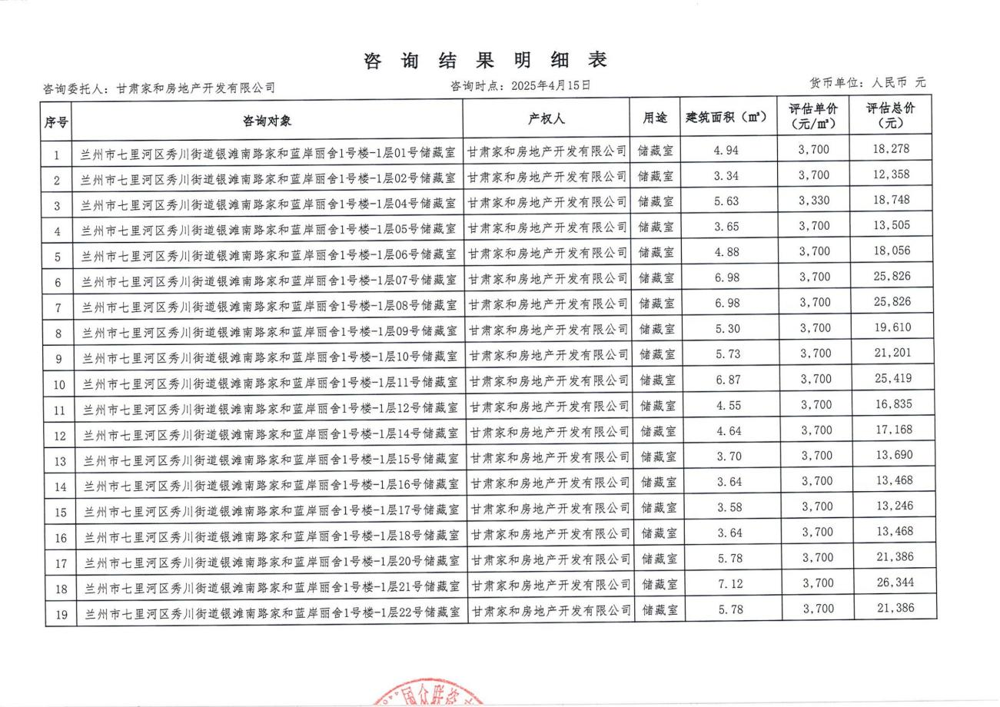 咨询结果明细表
咨询委托人：甘肃家和房地产开发有限公司 咨询时点：2025年4月15日 货币单位：人民币 元
序号 咨询对象 产权人 用途 建筑面积（㎡） 评估单价（元/㎡） 评估总价（元）
1 兰州市七里河区秀川街道银滩南路家和蓝岸丽舍1号楼-1层01号储藏室 甘肃家和房地产开发有限公司 储藏室 4.94 3,700 18,278
2 兰州市七里河区秀川街道银滩南路家和蓝岸丽舍1号楼-1层02号储藏室 甘肃家和房地产开发有限公司 储藏室 3.34 3,700 12,358
3 兰州市七里河区秀川街道银滩南路家和蓝岸丽舍1号楼-1层04号储藏室 甘肃家和房地产开发有限公司 储藏室 5.63 3,330 18,748
4 兰州市七里河区秀川街道银滩南路家和蓝岸丽舍1号楼-1层05号储藏室 甘肃家和房地产开发有限公司 储藏室 3.65 3,700 13,505
5 兰州市七里河区秀川街道银滩南路家和蓝岸丽舍1号楼-1层06号储藏室 甘肃家和房地产开发有限公司 储藏室 4.88 3,700 18,056
6 兰州市七里河区秀川街道银滩南路家和蓝岸丽舍1号楼-1层07号储藏室 甘肃家和房地产开发有限公司 储藏室 6.98 3,700 25,826
7 兰州市七里河区秀川街道银滩南路家和蓝岸丽舍1号楼-1层08号储藏室 甘肃家和房地产开发有限公司 储藏室 6.98 3,700 25,826
8 兰州市七里河区秀川街道银滩南路家和蓝岸丽舍1号楼-1层09号储藏室 甘肃家和房地产开发有限公司 储藏室 5.30 3,700 19,610
9 兰州市七里河区秀川街道银滩南路家和蓝岸丽舍1号楼-1层10号储藏室 甘肃家和房地产开发有限公司 储藏室 5.73 3,700 21,201
10 兰州市七里河区秀川街道银滩南路家和蓝岸丽舍1号楼-1层11号储藏室 甘肃家和房地产开发有限公司 储藏室 6.87 3,700 25,419
11 兰州市七里河区秀川街道银滩南路家和蓝岸丽舍1号楼-1层12号储藏室 甘肃家和房地产开发有限公司 储藏室 4.55 3,700 16,835
12 兰州市七里河区秀川街道银滩南路家和蓝岸丽舍1号楼-1层14号储藏室 甘肃家和房地产开发有限公司 储藏室 4.64 3,700 17,168
13 兰州市七里河区秀川街道银滩南路家和蓝岸丽舍1号楼-1层15号储藏室 甘肃家和房地产开发有限公司 储藏室 3.70 3,700 13,690
14 兰州市七里河区秀川街道银滩南路家和蓝岸丽舍1号楼-1层16号储藏室 甘肃家和房地产开发有限公司 储藏室 3.64 3,700 13,468
15 兰州市七里河区秀川街道银滩南路家和蓝岸丽舍1号楼-1层17号储藏室 甘肃家和房地产开发有限公司 储藏室 3.58 3,700 13,246
16 兰州市七里河区秀川街道银滩南路家和蓝岸丽舍1号楼-1层18号储藏室 甘肃家和房地产开发有限公司 储藏室 3.64 3,700 13,468
17 兰州市七里河区秀川街道银滩南路家和蓝岸丽舍1号楼-1层20号储藏室 甘肃家和房地产开发有限公司 储藏室 5.78 3,700 21,386
18 兰州市七里河区秀川街道银滩南路家和蓝岸丽舍1号楼-1层21号储藏室 甘肃家和房地产开发有限公司 储藏室 7.12 3,700 26,344
19 兰州市七里河区秀川街道银滩南路家和蓝岸丽舍1号楼-1层22号储藏室 甘肃家和房地产开发有限公司 储藏室 5.78 3,700 21,386
国众联咨